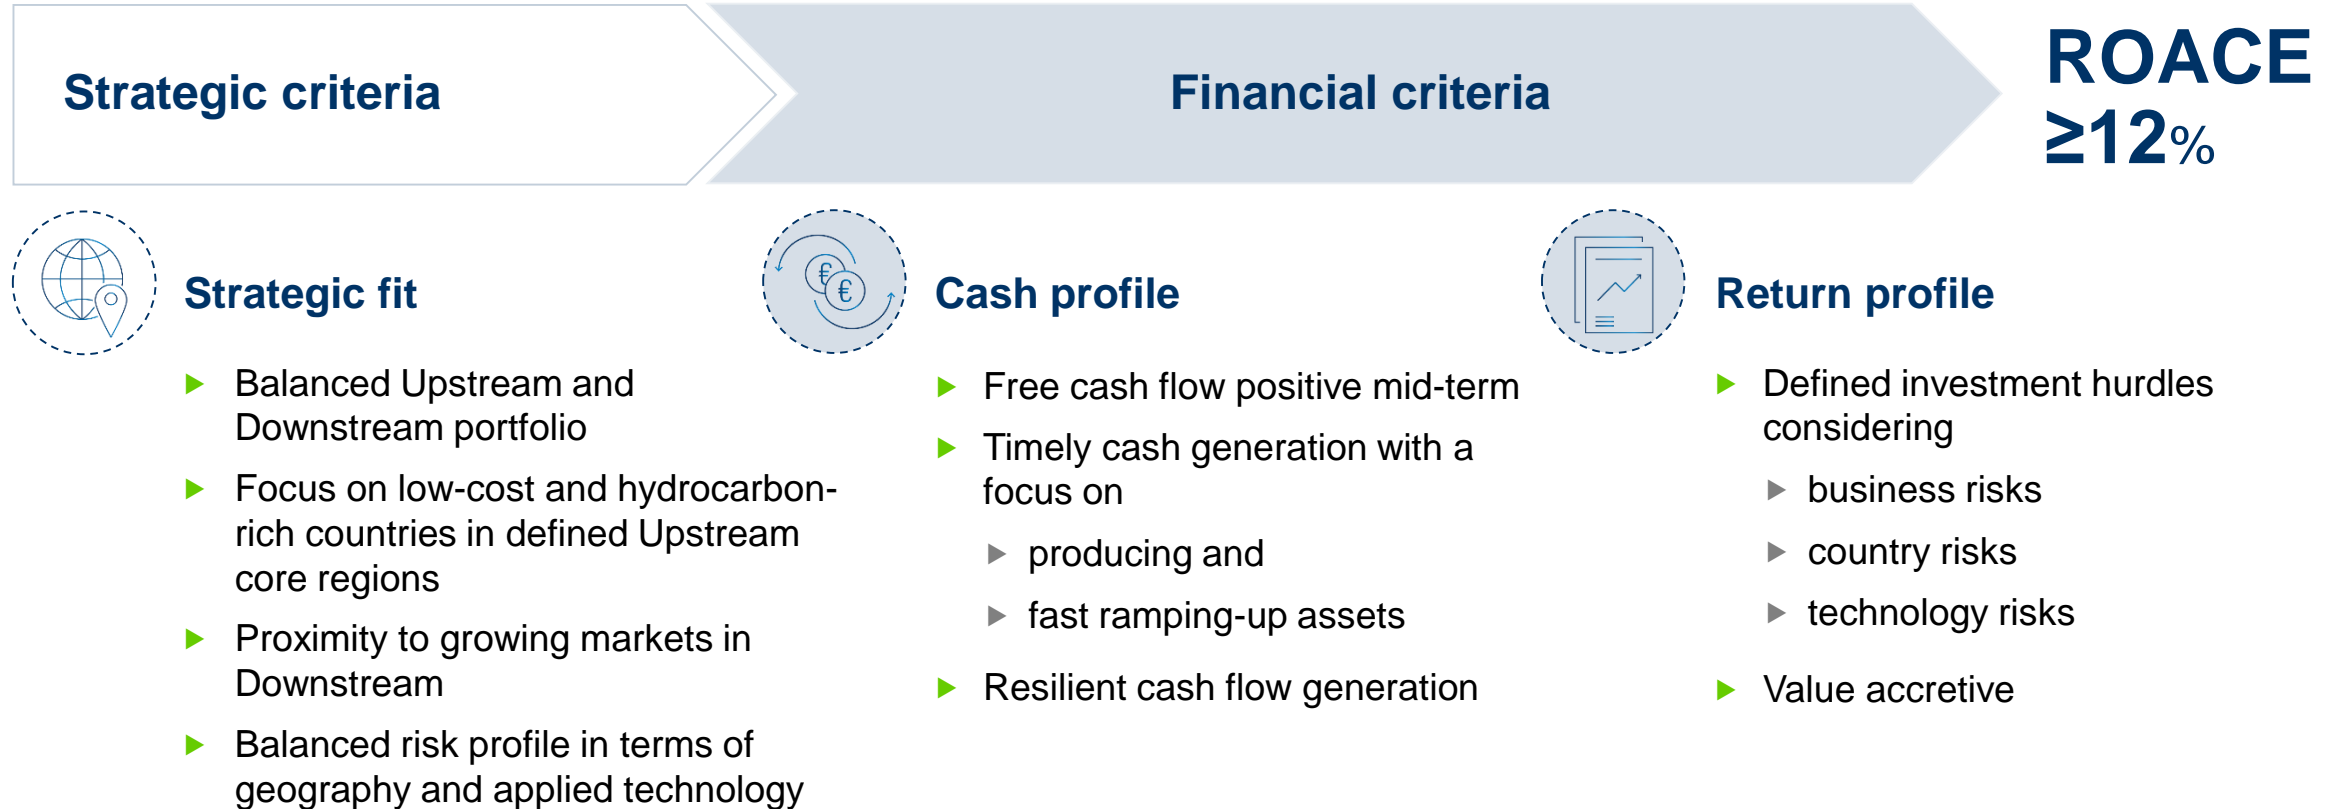 Strategic criteria
Financial criteria
ROACE
≥12%
Strategic fit
Balanced Upstream and
Downstream portfolio
Focus on low-cost and hydrocarbon-
rich countries in defined Upstream
core regions
Proximity to growing markets in
Downstream
Balanced risk profile in terms of
geography and applied technology
€
€
Cash profile
Free cash flow positive mid-term
Timely cash generation with a
focus on
producing and
fast ramping-up assets
Resilient cash flow generation
Return profile
Defined investment hurdles
considering
business risks
country risks
technology risks
Value accretive